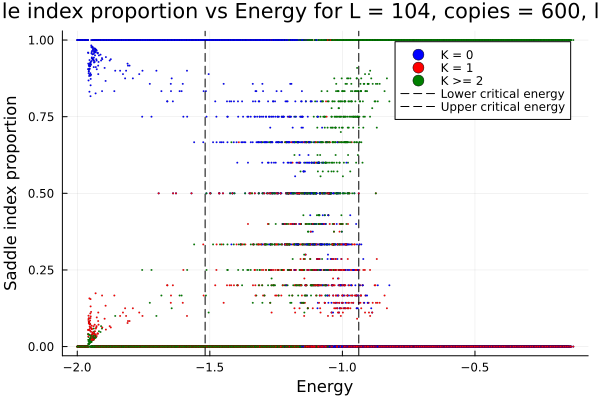 le index proportion vs Energy for L = 104, copies = 600, l
1.00
0.75
0.50
0.25
0.00
Saddle index proportion
K = 0
K = 1
K >= 2
Lower critical energy
Upper critical energy
−2.0 −1.5 −1.0 −0.5
Energy